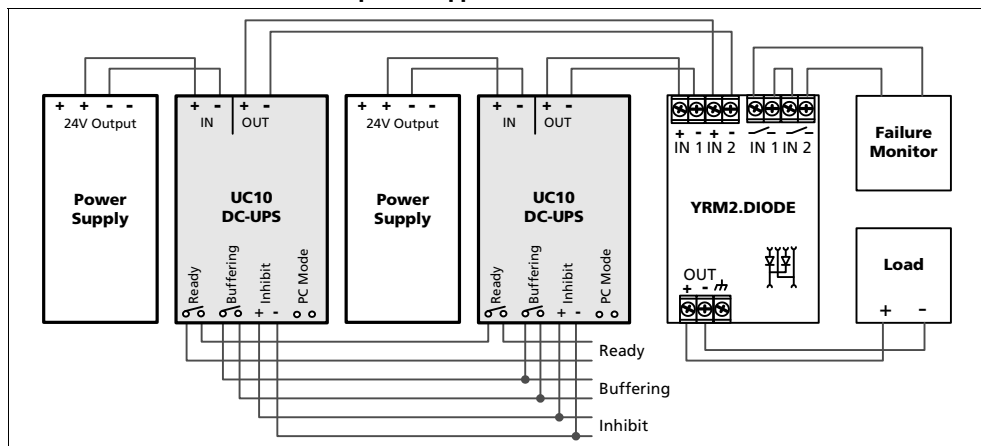 + + - -
24V Output
Power
Supply
+ -
IN
+ -
OUT
UC10
DC-UPS
Ready
Buffering
Inhibit
PC Mode
+ -
+ + - -
24V Output
Power
Supply
+ -
IN
+ -
OUT
UC10
DC-UPS
Ready
Buffering
Inhibit
PC Mode
+ -
+ - + -
IN 1 IN 2 IN 1 IN 2
YRM2.DIODE
OUT
+ -
Failure
Monitor
Load
+ -
Ready
Buffering
Inhibit